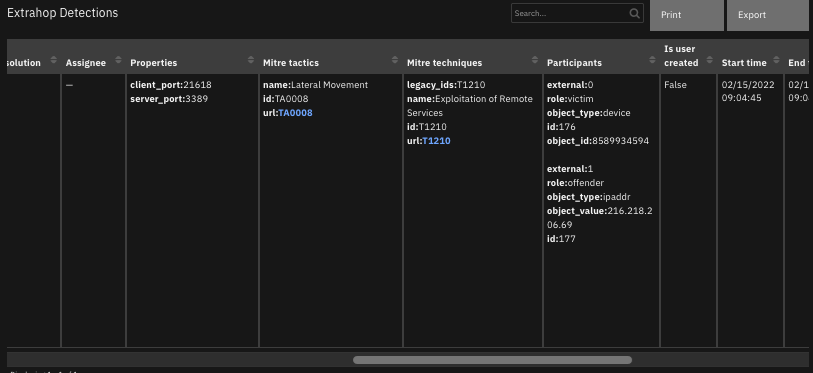 Extrahop Detections
Search...
Print
Export
solution
Assignee
Properties
Mitre tactics
Mitre techniques
Participants
Is user
created
Start time
End
—
client_port:21618
server_port:3389
name:Lateral Movement
id:TA0008
url:TA0008
legacy_ids:T1210
name:Exploitation of Remote
Services
id:T1210
url:T1210
external:0
role:victim
object_type:device
id:176
object_id:8589934594
external:1
role:offender
object_type:ipaddr
object_value:216.218.2
06.69
id:177
False
02/15/2022
09:04:45
02/1
09:0